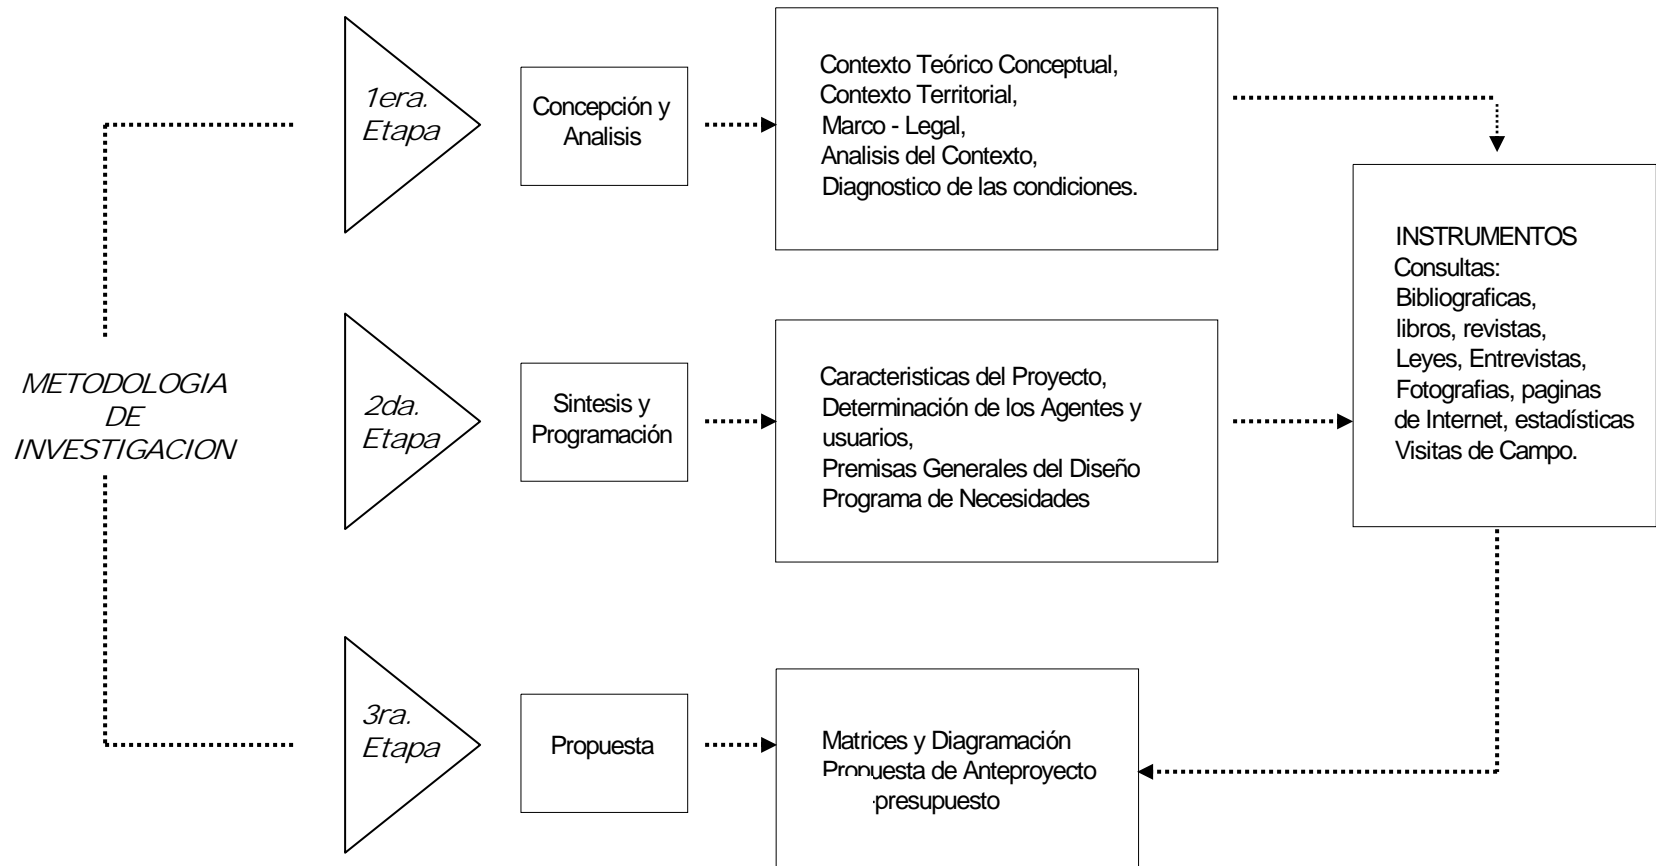 METODOLOGIA
DE
INVESTIGACION
1era.
Etapa
Concepción y
Analisis
Contexto Teórico Conceptual,
Contexto Territorial,
Marco - Legal,
Analisis del Contexto,
Diagnostico de las condiciones.
2da.
Etapa
Sintesis y
Programación
Caracteristicas del Proyecto,
Determinación de los Agentes y
usuarios,
Premisas Generales del Diseño
Programa de Necesidades
INSTRUMENTOS
Consultas:
Bibliograficas,
libros, revistas,
Leyes, Entrevistas,
Fotografias, paginas
de Internet, estadísticas
Visitas de Campo.
3ra.
Etapa
Propuesta
Matrices y Diagramación
Propuesta de Anteproyecto
presupuesto